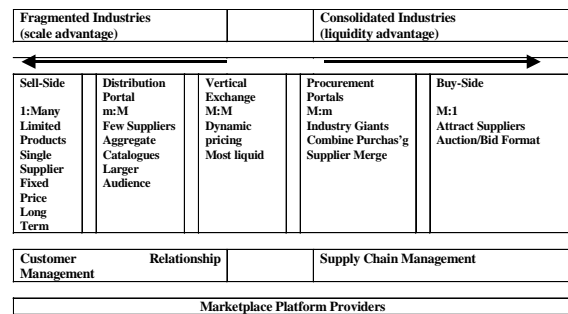 Fragmented Industries
(scale advantage)
Consolidated Industries
(liquidity advantage)
Sell-Side
1:Many
Limited
Products
Single
Supplier
Fixed
Price
Long
Term
Distribution
Portal
m:M
Few Suppliers
Aggregate
Catalogues
Larger
Audience
Vertical
Exchange
M:M
Dynamic
pricing
Most liquid
Procurement
Portals
M:m
Industry Giants
Combine Purchas'g
Supplier Merge
Buy-Side
M:1
Attract Suppliers
Auction/Bid Format
Customer Relationship
Management
Supply Chain Management
Marketplace Platform Providers